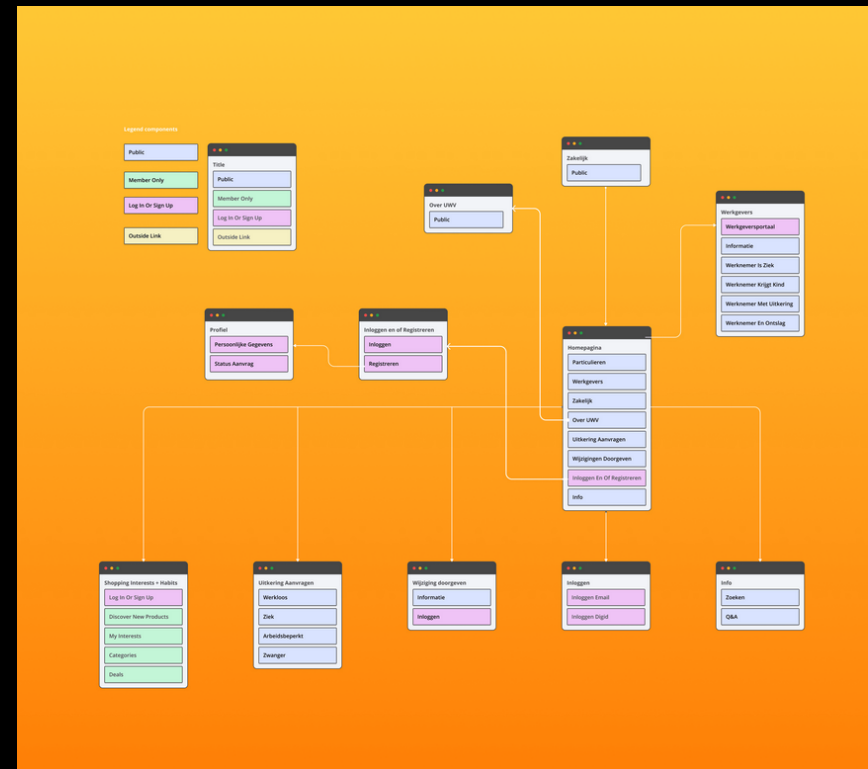 Legend components
Public
Member Only
Log In Or Sign Up
Outside Link
Title
Public
Member Only
Log In Or Sign Up
Outside Link
Over UWV
Public
Zakelijk
Public
Werkgevers
Werkgeversportaal
Informatie
Werknemer Is Ziek
Werknemer Krijgt Kind
Werknemer Met Uitkering
Werknemer En Ontslag
Profiel
Persoonlijke Gegevens
Status Aanvrag
Inloggen en of Registreren
Inloggen
Registreren
Homepagina
Particulieren
Werkgevers
Zakelijk
Over UWV
Uitkering Aanvragen
Wijzigingen Doorgeven
Inloggen En Of Registreren
Info
Shopping Interests + Habits
Log In Or Sign Up
Discover New Products
My Interests
Categories
Deals
Uitkering Aanvragen
Werkloos
Ziek
Arbeidsbeperkt
Zwanger
Wijziging doorgeven
Informatie
Inloggen
Inloggen
Inloggen Email
Inloggen Digid
Info
Zoeken
Q&A